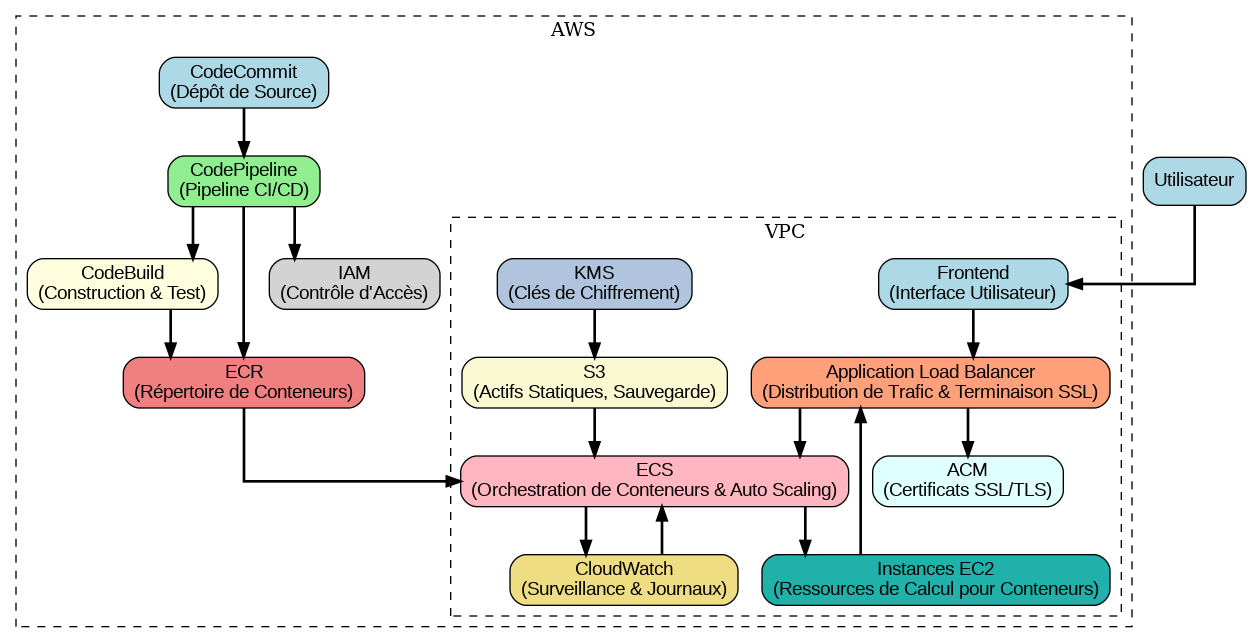 AWS
CodeCommit
(Dépôt de Source)
CodePipeline
(Pipeline CI/CD)
Utilisateur
VPC
CodeBuild
(Construction & Test)
IAM
(Contrôle d'Accès)
KMS
(Clés de Chiffrement)
Frontend
(Interface Utilisateur)
ECR
(Répertoire de Conteneurs)
S3
(Actifs Statiques, Sauvegarde)
Application Load Balancer
(Distribution de Trafic & Terminaison SSL)
ECS
(Orchestration de Conteneurs & Auto Scaling)
ACM
(Certificats SSL/TLS)
CloudWatch
(Surveillance & Journaux)
Instances EC2
(Ressources de Calcul pour Conteneurs)